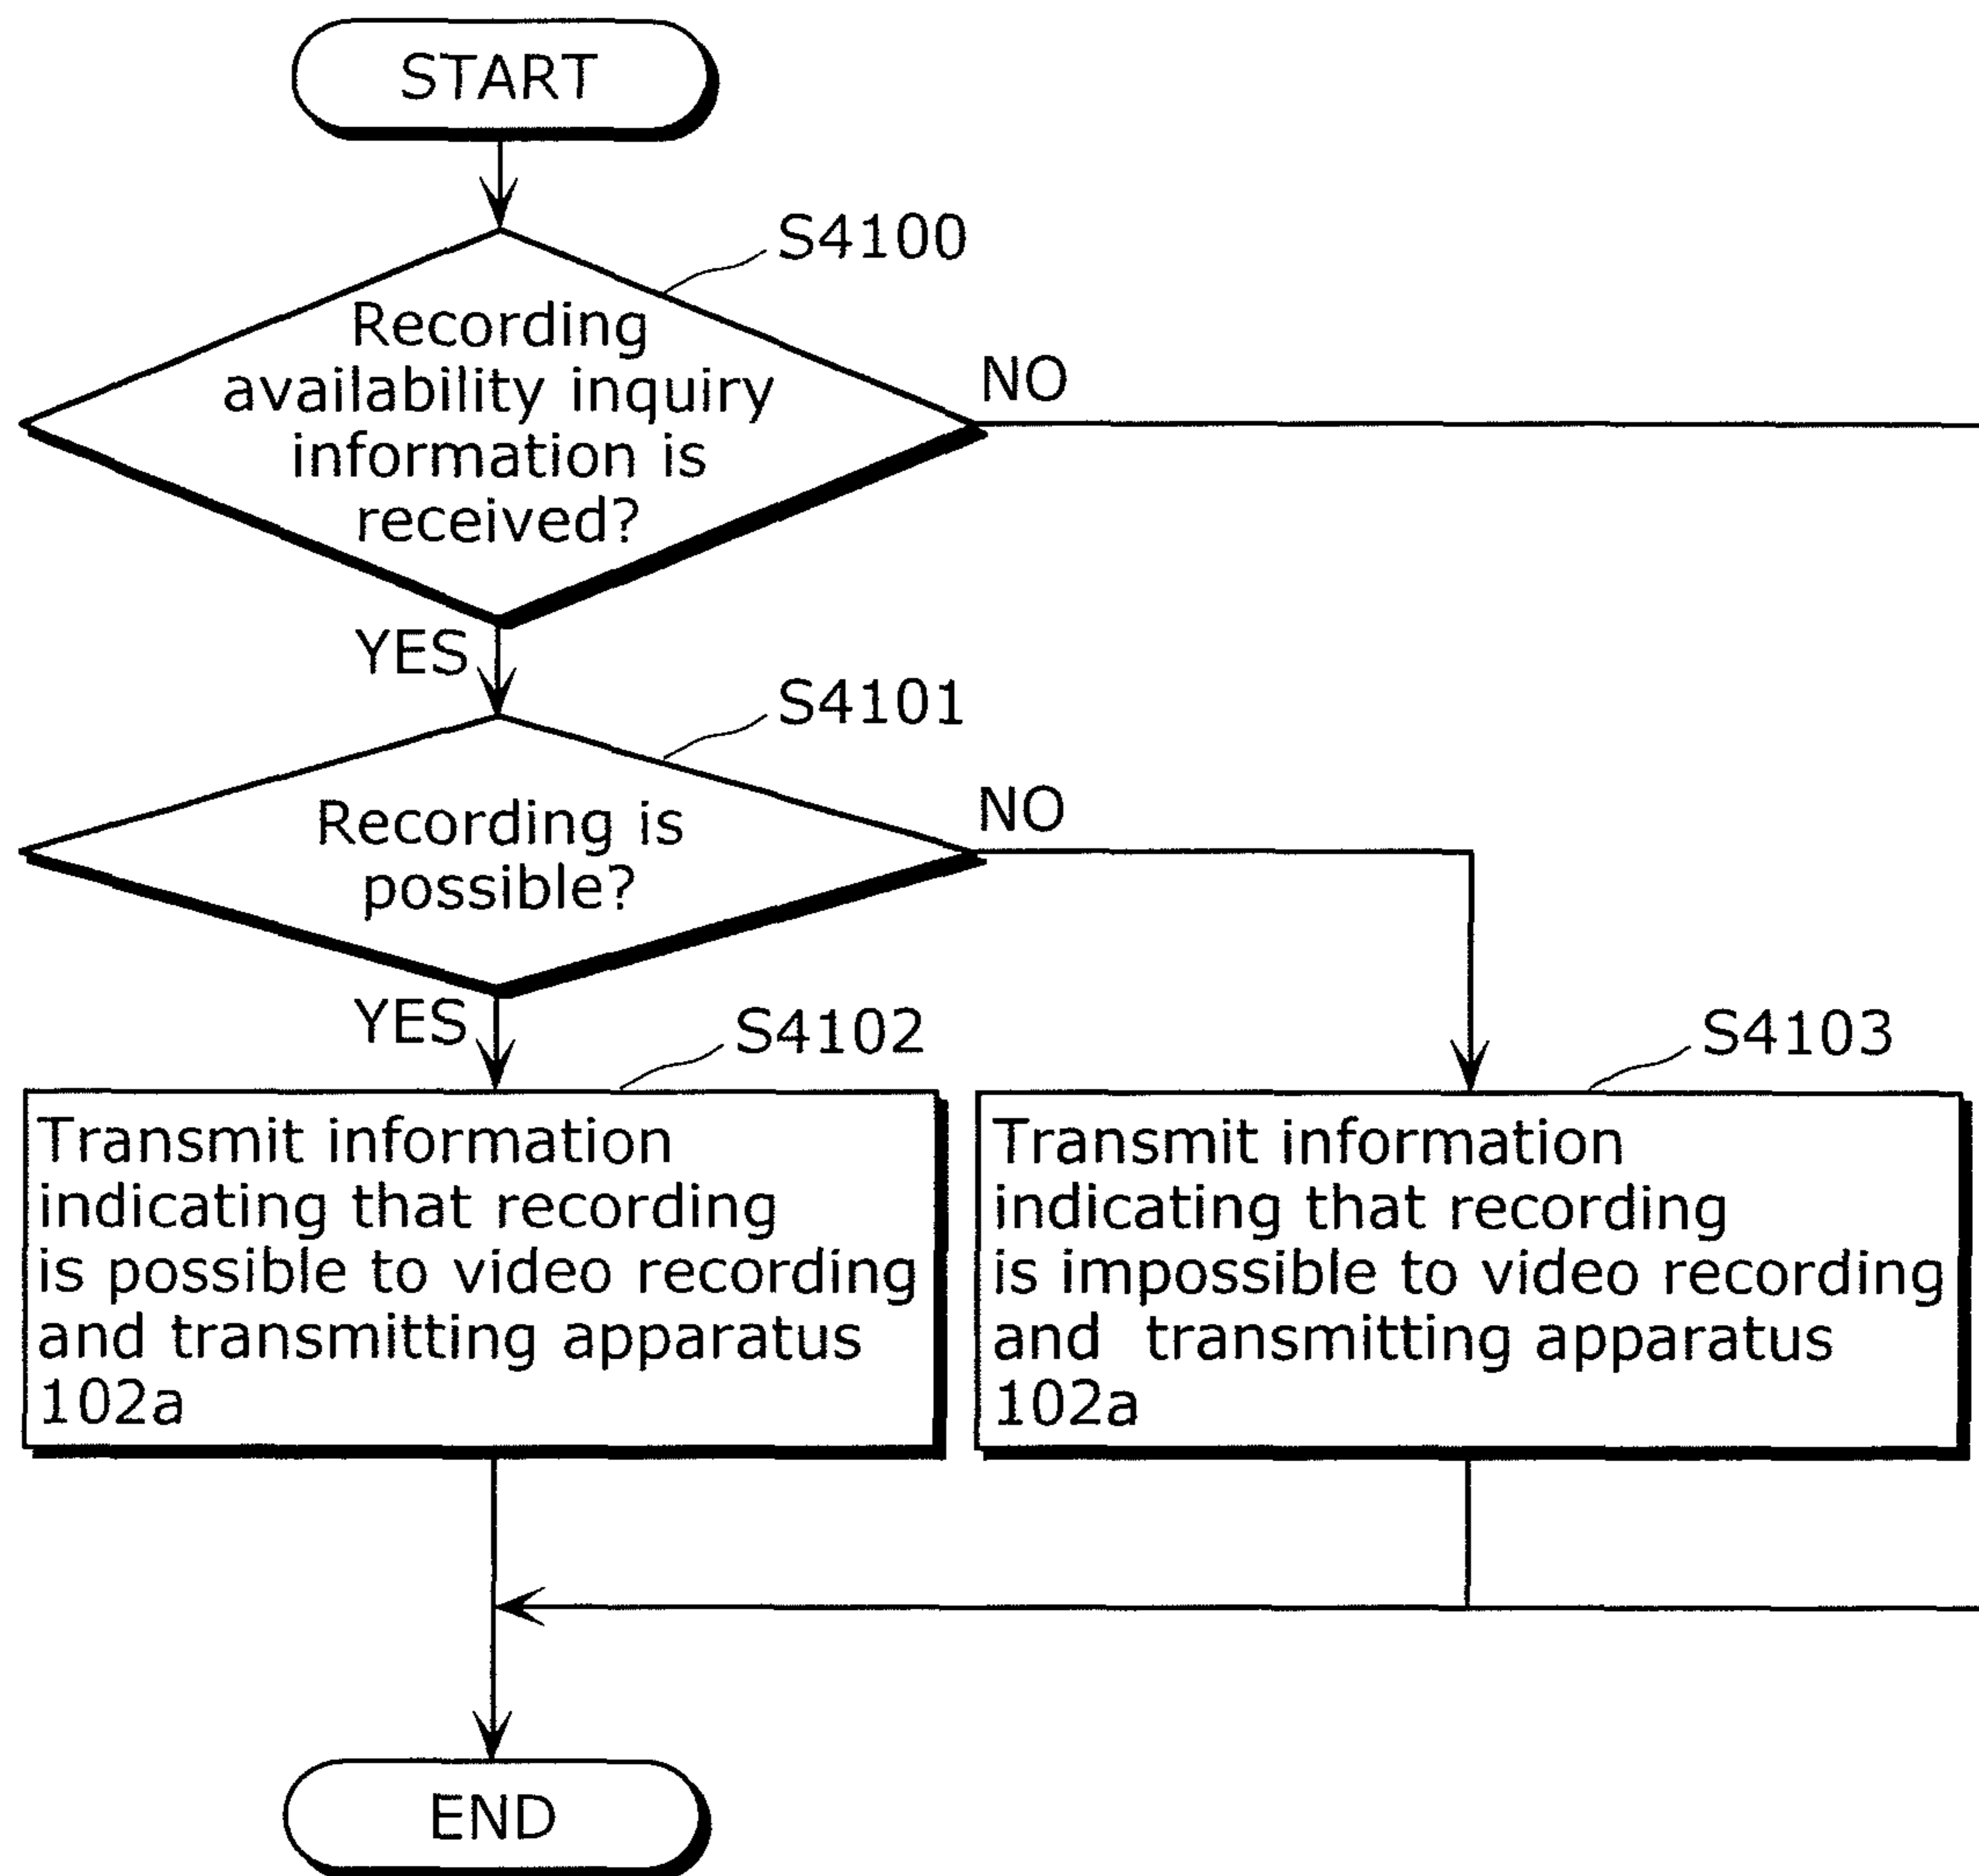 START
S4100
Recording
availability inquiry
information is
received?
NO
YES
S4101
Recording is
possible?
NO
YES
S4102
Transmit information
indicating that recording
is possible to video recording
and transmitting apparatus
102a
S4103
Transmit information
indicating that recording
is impossible to video recording
and transmitting apparatus
102a
END